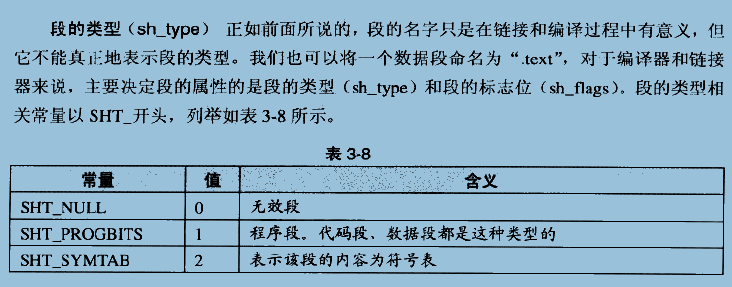 段的类型（sh_type） 正如前面所说的，段的名字只是在链接和编译过程中有意义，但
它不能真正地表示段的类型。我们也可以将一个数据段命名为“.text”，对于编译器和链接
器来说，主要决定段的属性的是段的类型（sh_type）和段的标志位（sh_flags）。段的类型相
关常量以 SHT_开头，列举如表 3-8 所示。
表 3-8
常量 值 含义
SHT_NULL 0 无效段
SHT_PROGBITS 1 程序段。代码段、数据段都是这种类型的
SHT_SYMTAB 2 表示该段的内容为符号表